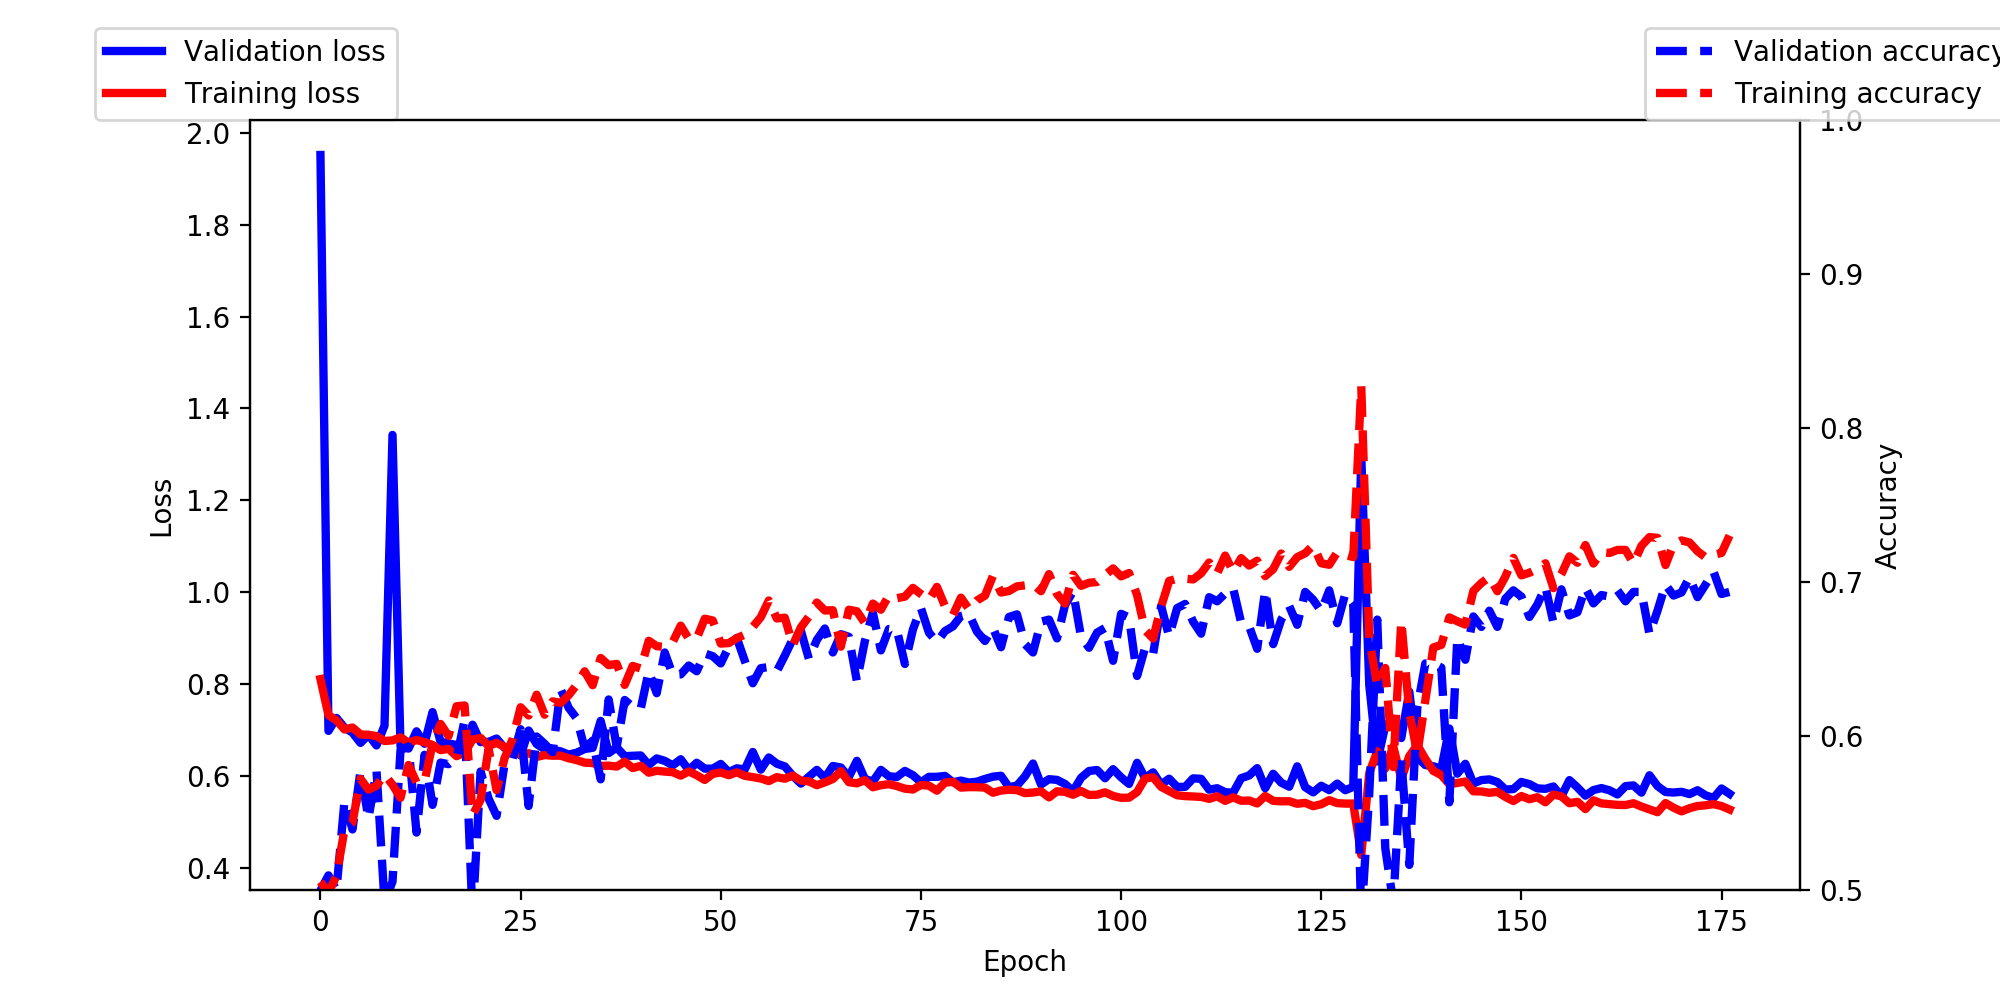 Validation loss
Training loss
Validation accuracy
Training accuracy
2.0
1.8
1.6
1.4
1.2
1.0
0.8
0.6
0.4
Loss
1.0
0.9
0.8
0.7
0.6
0.5
Accuracy
0 25 50 75 100 125 150 175
Epoch